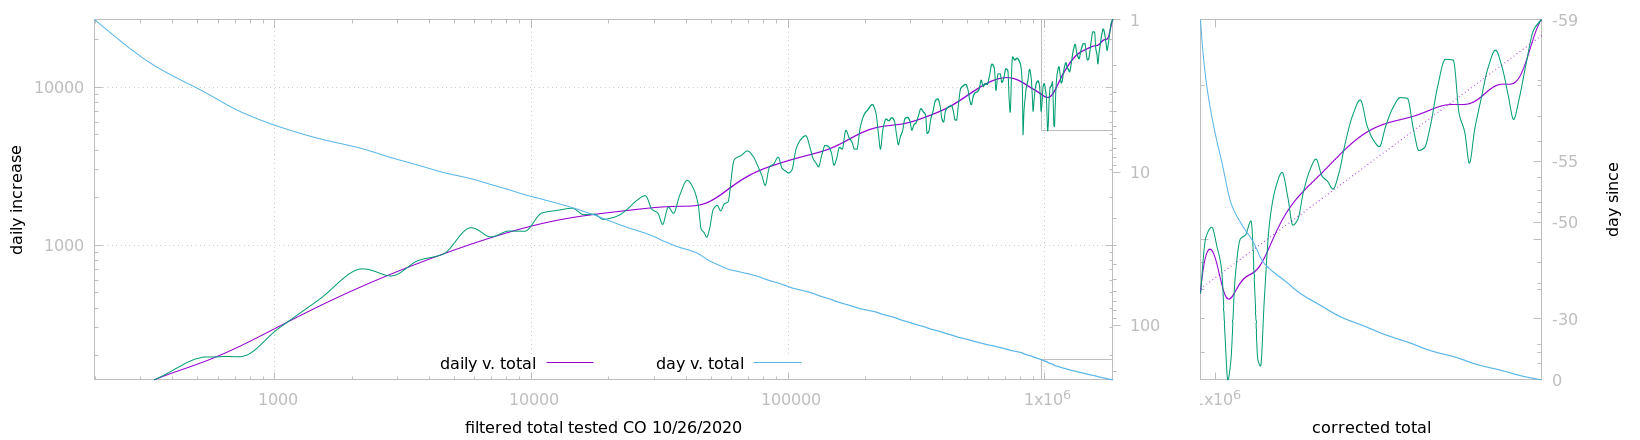 1
-59
10000
10
-55
daily increase
day since
1000
-50
100
-30
daily v. total
day v. total
0
1000
10000
100000
1x10^6
1x10^6
filtered total tested CO 10/26/2020
corrected total